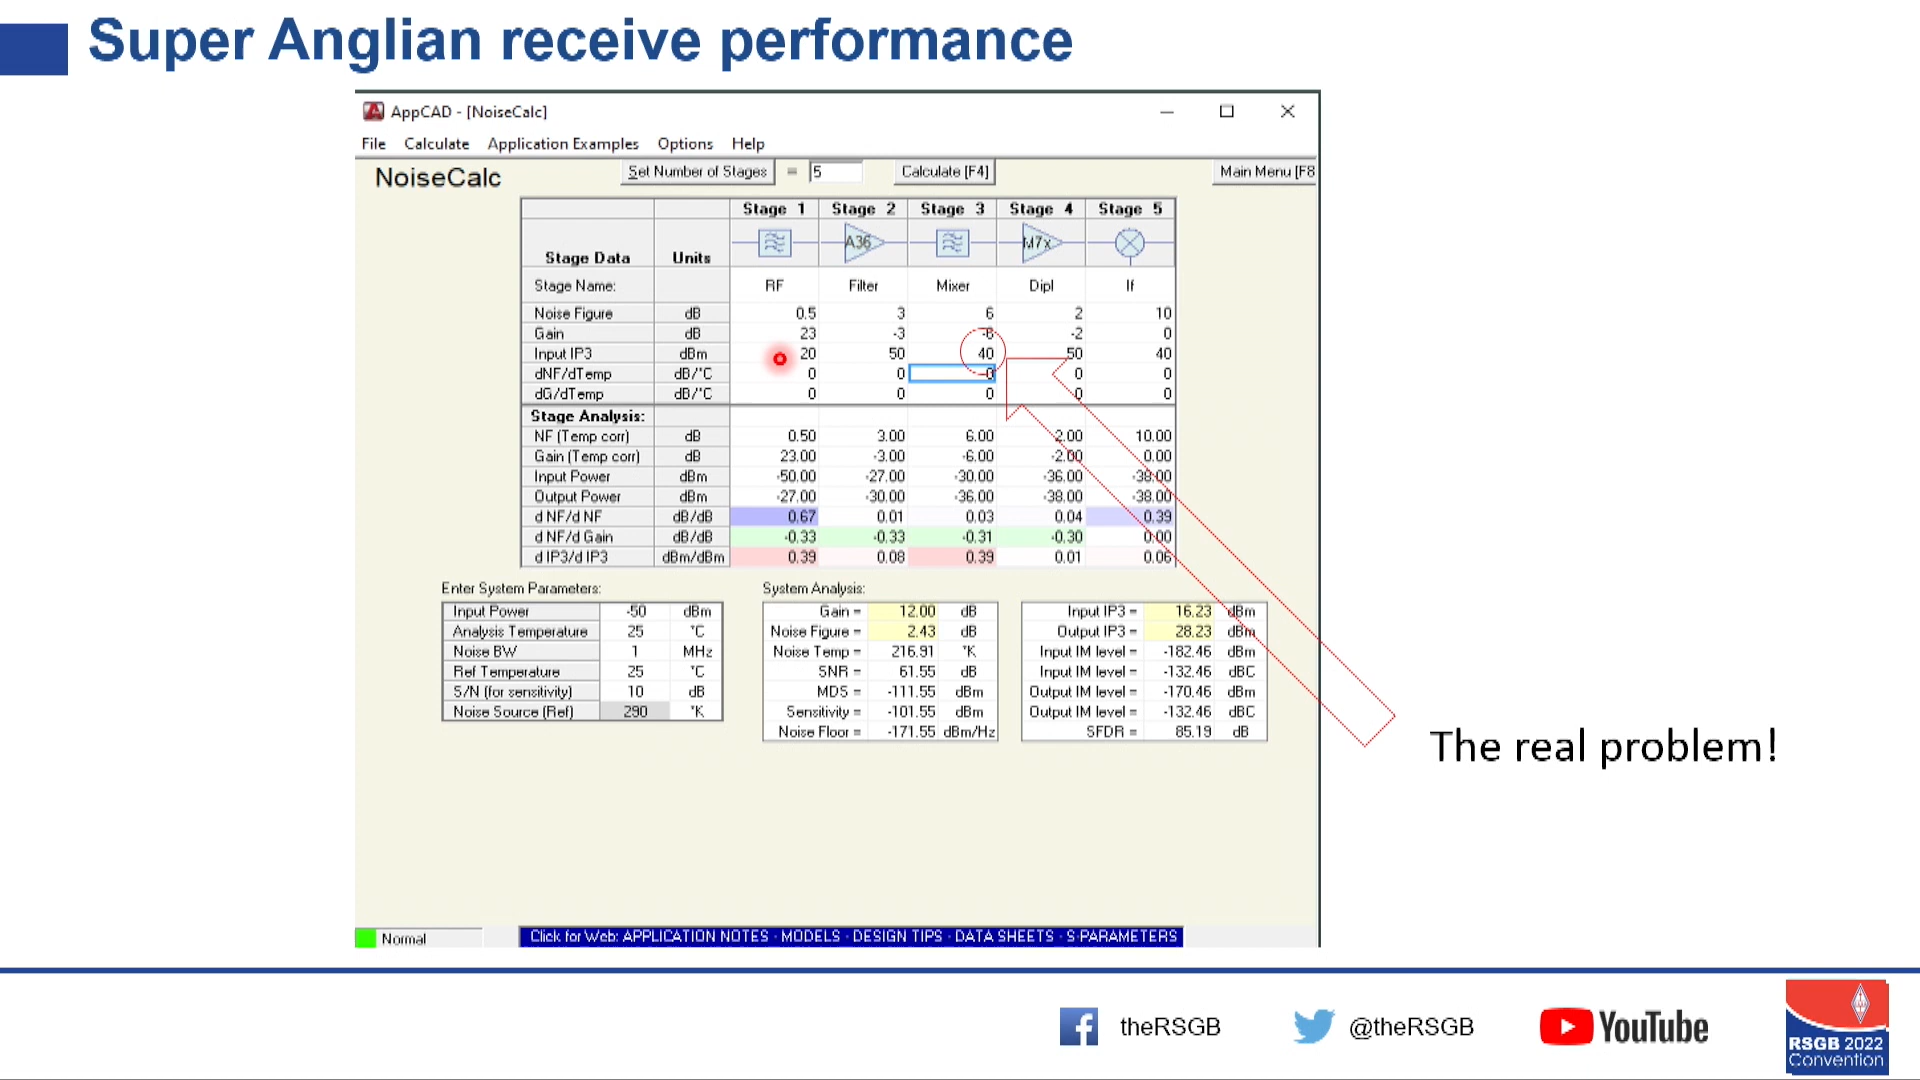 Super Anglian receive performance
AppCAD - [NoiseCalc]
File Calculate Application Examples Options Help
NoiseCalc Set Number of Stages = 5 Calculate [F4] Main Menu [F8
Stage 1 Stage 2 Stage 3 Stage 4 Stage 5
A36 M7x
Stage Data Units
Stage Name: RF Filter Mixer Dipl If
Noise Figure dB 0.5 3 6 2 10
Gain dB 23 -3 -6 -2 0
Input IP3 dBm 20 50 40 50 40
dNF/dTemp dB/°C 0 0 0 0 0
dG/dTemp dB/°C 0 0 0 0 0
Stage Analysis:
NF (Temp corr) dB 0.50 3.00 6.00 2.00 10.00
Gain (Temp corr) dB 23.00 -3.00 -6.00 -2.00 0.00
Input Power dBm -50.00 -27.00 -30.00 -36.00 -38.00
Output Power dBm -27.00 -30.00 -36.00 -38.00 -38.00
d NF/d NF dB/dB 0.67 0.01 0.03 0.04 0.39
d NF/d Gain dB/dB -0.33 -0.33 -0.31 -0.30 0.00
d IP3/d IP3 dBm/dBm 0.39 0.08 0.39 0.01 0.06
Enter System Parameters: System Analysis:
Input Power -50 dBm Gain = 12.00 dB Input IP3 = 16.23 dBm
Analysis Temperature 25 °C Noise Figure = 2.43 dB Output IP3 = 28.23 dBm
Noise BW 1 MHz Noise Temp = 216.91 °K Input IM level = -182.46 dBm
Ref Temperature 25 °C SNR = 61.55 dB Input IM level = -132.46 dBC
S/N (for sensitivity) 10 dB MDS = -111.55 dBm Output IM level = -170.46 dBm
Noise Source (Ref) 290 °K Sensitivity = -101.55 dBm Output IM level = -132.46 dBC
Noise Floor = -171.55 dBm/Hz SFDR = 85.19 dB
The real problem!
Normal Click for Web: APPLICATION NOTES - MODELS - DESIGN TIPS - DATA SHEETS - S-PARAMETERS
theRSGB @theRSGB YouTube
RSGB 2022
Convention